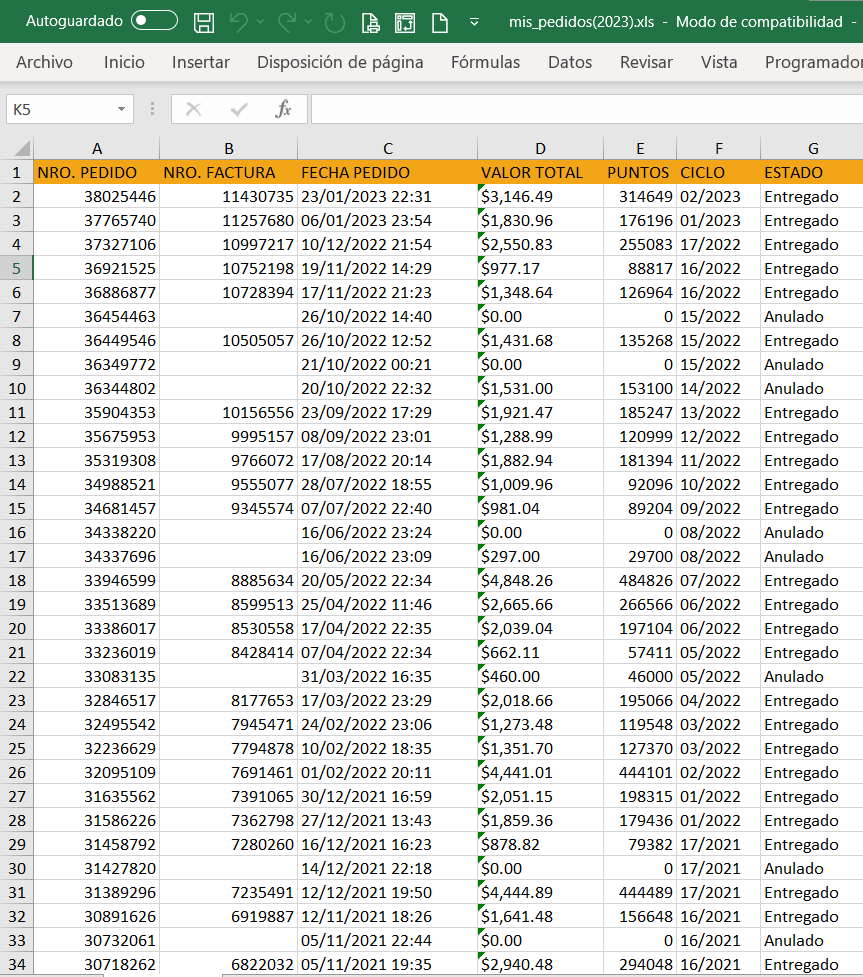 Autoguardado mis_pedidos(2023).xls - Modo de compatibilidad -
Archivo Inicio Insertar Disposición de página Fórmulas Datos Revisar Vista Programador
K5 fx
A B C D E F G
1 NRO. PEDIDO NRO. FACTURA FECHA PEDIDO VALOR TOTAL PUNTOS CICLO ESTADO
2 38025446 11430735 23/01/2023 22:31 $3,146.49 314649 02/2023 Entregado
3 37765740 11257680 06/01/2023 23:54 $1,830.96 176196 01/2023 Entregado
4 37327106 10997217 10/12/2022 21:54 $2,550.83 255083 17/2022 Entregado
5 36921525 10752198 19/11/2022 14:29 $977.17 88817 16/2022 Entregado
6 36886877 10728394 17/11/2022 21:23 $1,348.64 126964 16/2022 Entregado
7 36454463 26/10/2022 14:40 $0.00 0 15/2022 Anulado
8 36449546 10505057 26/10/2022 12:52 $1,431.68 135268 15/2022 Entregado
9 36349772 21/10/2022 00:21 $0.00 0 15/2022 Anulado
10 36344802 20/10/2022 22:32 $1,531.00 153100 14/2022 Anulado
11 35904353 10156556 23/09/2022 17:29 $1,921.47 185247 13/2022 Entregado
12 35675953 9995157 08/09/2022 23:01 $1,288.99 120999 12/2022 Entregado
13 35319308 9766072 17/08/2022 20:14 $1,882.94 181394 11/2022 Entregado
14 34988521 9555077 28/07/2022 18:55 $1,009.96 92096 10/2022 Entregado
15 34681457 9345574 07/07/2022 22:40 $981.04 89204 09/2022 Entregado
16 34338220 16/06/2022 23:24 $0.00 0 08/2022 Anulado
17 34337696 16/06/2022 23:09 $297.00 29700 08/2022 Anulado
18 33946599 8885634 20/05/2022 22:34 $4,848.26 484826 07/2022 Entregado
19 33513689 8599513 25/04/2022 11:46 $2,665.66 266566 06/2022 Entregado
20 33386017 8530558 17/04/2022 22:35 $2,039.04 197104 06/2022 Entregado
21 33236019 8428414 07/04/2022 22:34 $662.11 57411 05/2022 Entregado
22 33083135 31/03/2022 16:35 $460.00 46000 05/2022 Anulado
23 32846517 8177653 17/03/2022 23:29 $2,018.66 195066 04/2022 Entregado
24 32495542 7945471 24/02/2022 23:06 $1,273.48 119548 03/2022 Entregado
25 32236629 7794878 10/02/2022 18:35 $1,351.70 127370 03/2022 Entregado
26 32095109 7691461 01/02/2022 20:11 $4,441.01 444101 02/2022 Entregado
27 31635562 7391065 30/12/2021 16:59 $2,051.15 198315 01/2022 Entregado
28 31586226 7362798 27/12/2021 13:43 $1,859.36 179436 01/2022 Entregado
29 31458792 7280260 16/12/2021 16:23 $878.82 79382 17/2021 Entregado
30 31427820 14/12/2021 22:18 $0.00 0 17/2021 Anulado
31 31389296 7235491 12/12/2021 19:50 $4,444.89 444489 17/2021 Entregado
32 30891626 6919887 12/11/2021 18:26 $1,641.48 156648 16/2021 Entregado
33 30732061 05/11/2021 22:44 $0.00 0 16/2021 Anulado
34 30718262 6822032 05/11/2021 19:35 $2,940.48 294048 16/2021 Entregado